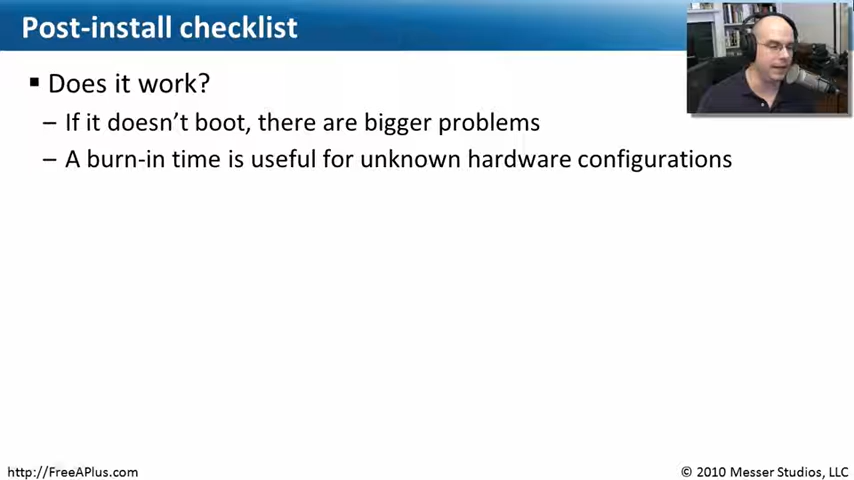 Post-install checklist
▪ Does it work?
– If it doesn't boot, there are bigger problems
– A burn-in time is useful for unknown hardware configurations
http://FreeAPlus.com
© 2010 Messer Studios, LLC